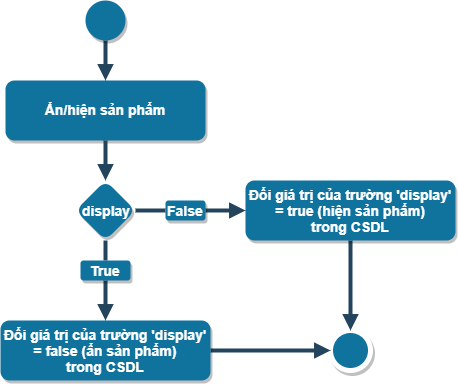 Ẩn/hiện sản phẩm
display
False
Đổi giá trị của trường 'display'
= true (hiện sản phẩm)
trong CSDL
True
Đổi giá trị của trường 'display'
= false (ẩn sản phẩm)
trong CSDL